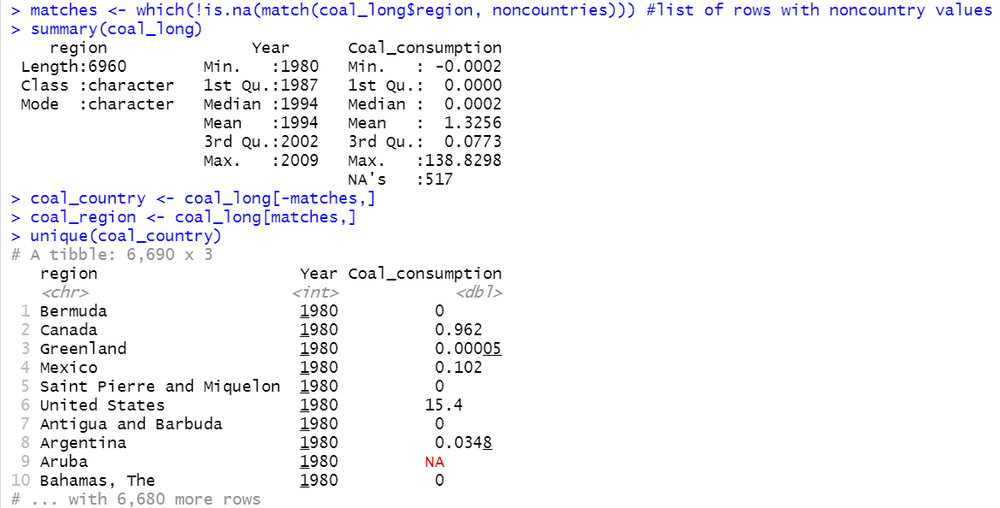 > matches <- which(!is.na(match(coal_long$region, noncountries))) #list of rows with noncountry values
> summary(coal_long)
    region               Year      Coal_consumption
 Length:6960        Min.   :1980   Min.   : -0.0002
 Class :character   1st Qu.:1987   1st Qu.:  0.0000
 Mode  :character   Median :1994   Median :  0.0002
                    Mean   :1994   Mean   :  1.3256
                    3rd Qu.:2002   3rd Qu.:  0.0773
                    Max.   :2009   Max.   :138.8298
                                   NA's   :517
> coal_country <- coal_long[-matches,]
> coal_region <- coal_long[matches,]
> unique(coal_country)
# A tibble: 6,690 x 3
   region                     Year Coal_consumption
   <chr>                     <int>            <dbl>
 1 Bermuda                    1980          0
 2 Canada                     1980          0.962
 3 Greenland                  1980          0.00005
 4 Mexico                     1980          0.102
 5 Saint Pierre and Miquelon  1980          0
 6 United States              1980         15.4
 7 Antigua and Barbuda        1980          0
 8 Argentina                  1980          0.0348
 9 Aruba                      1980         NA
10 Bahamas, The               1980          0
# ... with 6,680 more rows